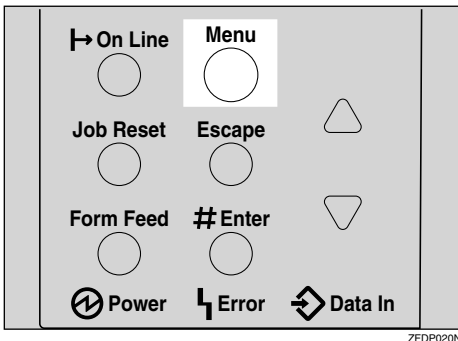 On Line Menu
Job Reset Escape
Form Feed # Enter
Power Error Data In
ZEDP020N